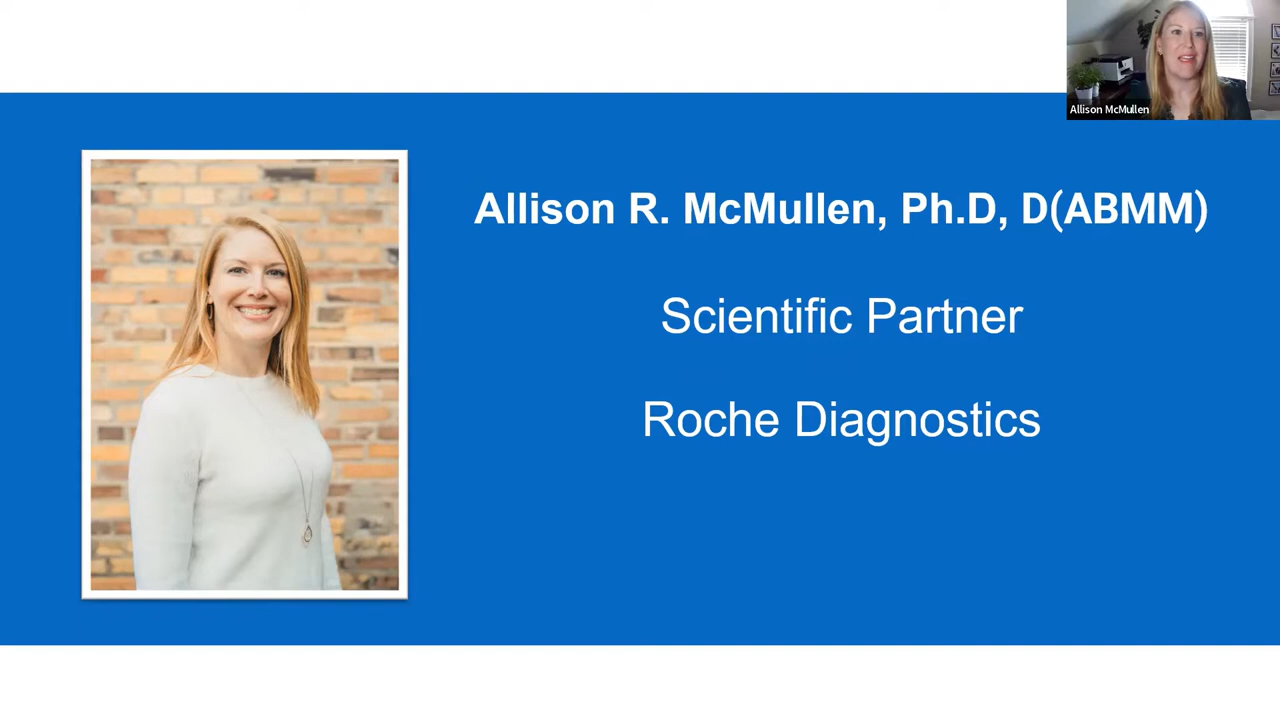 Allison McMullen
Allison R. McMullen, Ph.D, D(ABMM)
Scientific Partner
Roche Diagnostics